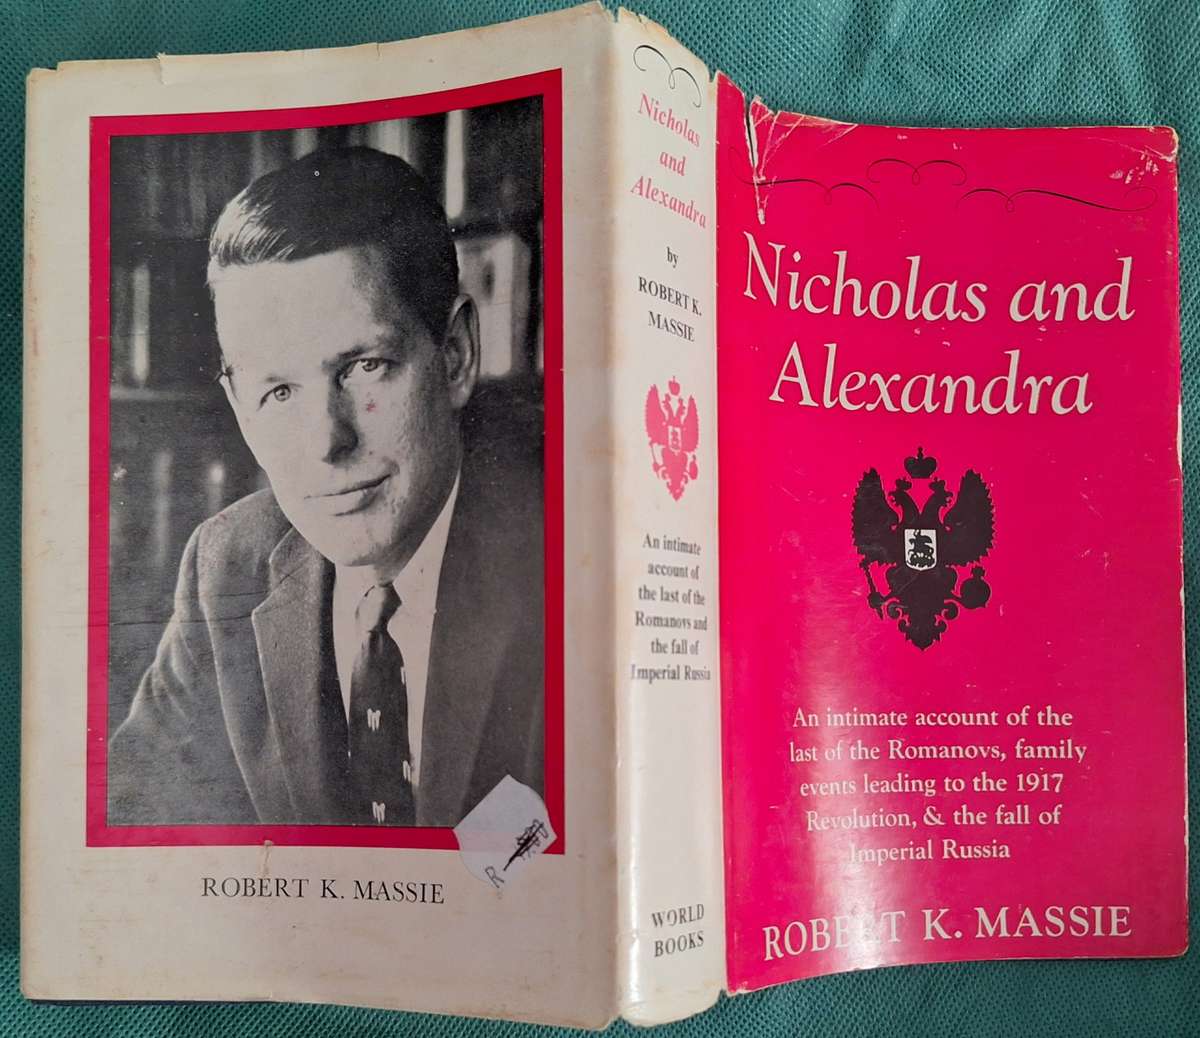 ROBERT K. MASSIE
R
Nicholas
and
Alexandra
by
ROBERT K.
MASSIE
An intimate
account of
the last of the
Romanovs and
the fall of
Imperial Russia
WORLD
BOOKS
Nicholas and
Alexandra
An intimate account of the
last of the Romanovs, family
events leading to the 1917
Revolution, & the fall of
Imperial Russia
ROBERT K. MASSIE